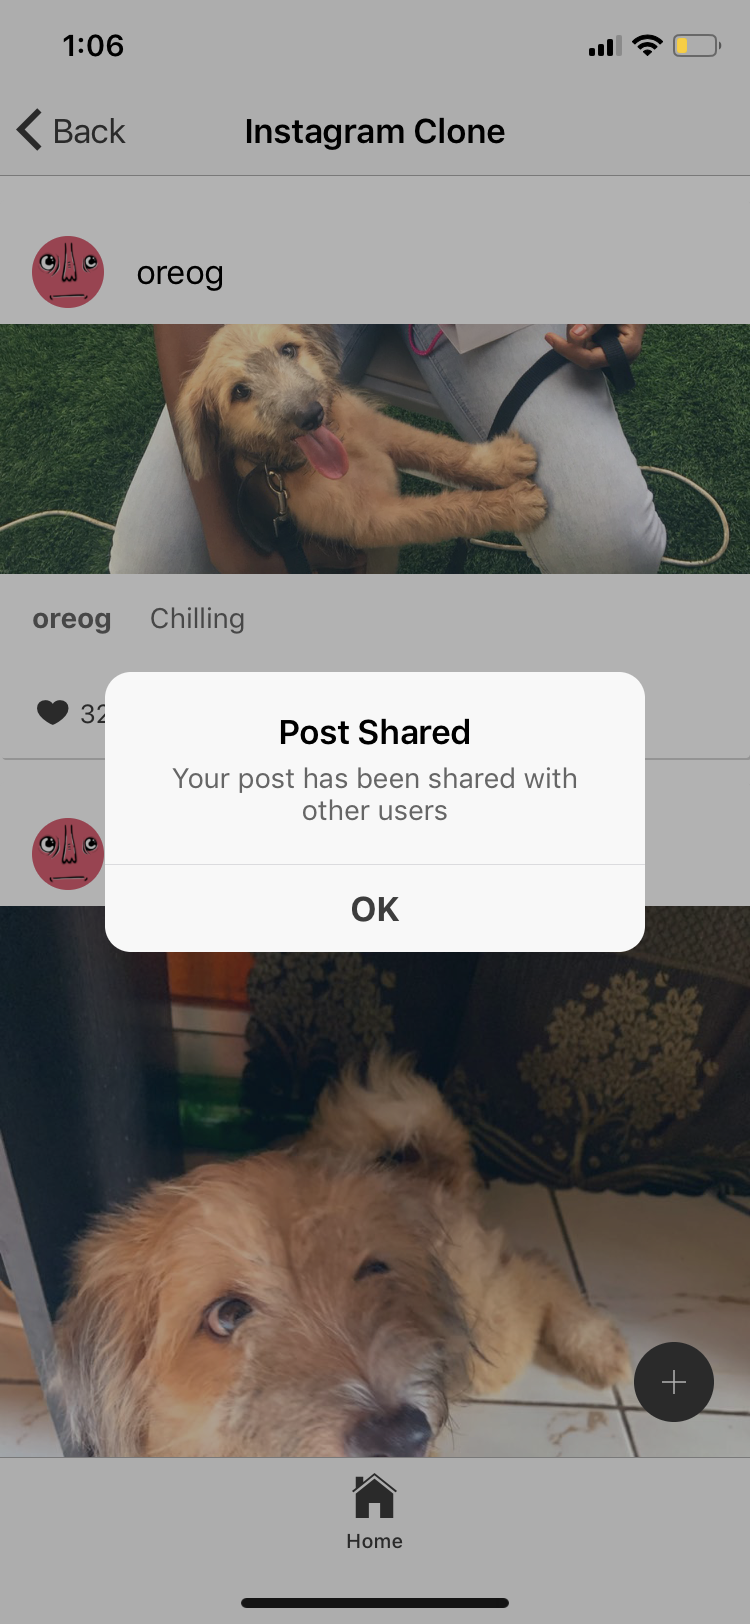 1:06
Back
Instagram Clone
oreog
oreog Chilling
32
Post Shared
Your post has been shared with
other users
OK
Home